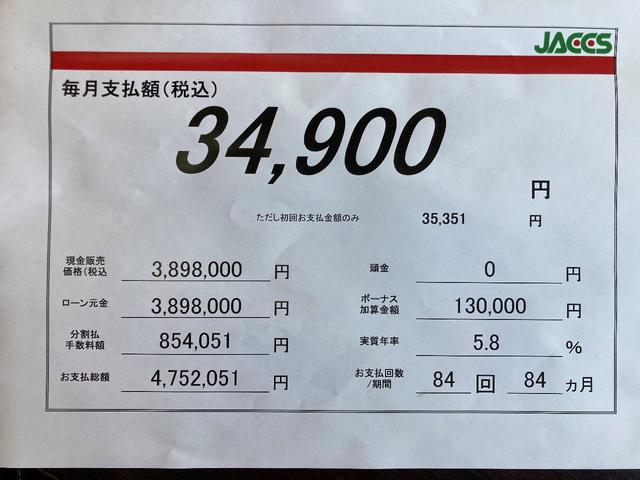 JACCS
毎月支払額(税込)
34,900
円
ただし初回お支払金額のみ 35,351 円
現金販売
価格(税込 3,898,000 円
頭金 0 円
ローン元金 3,898,000 円
ボーナス
加算金額 130,000 円
分割払
手数料額 854,051 円
実質年率 5.8 %
お支払総額 4,752,051 円
お支払回数
/期間 84 回 84 カ月